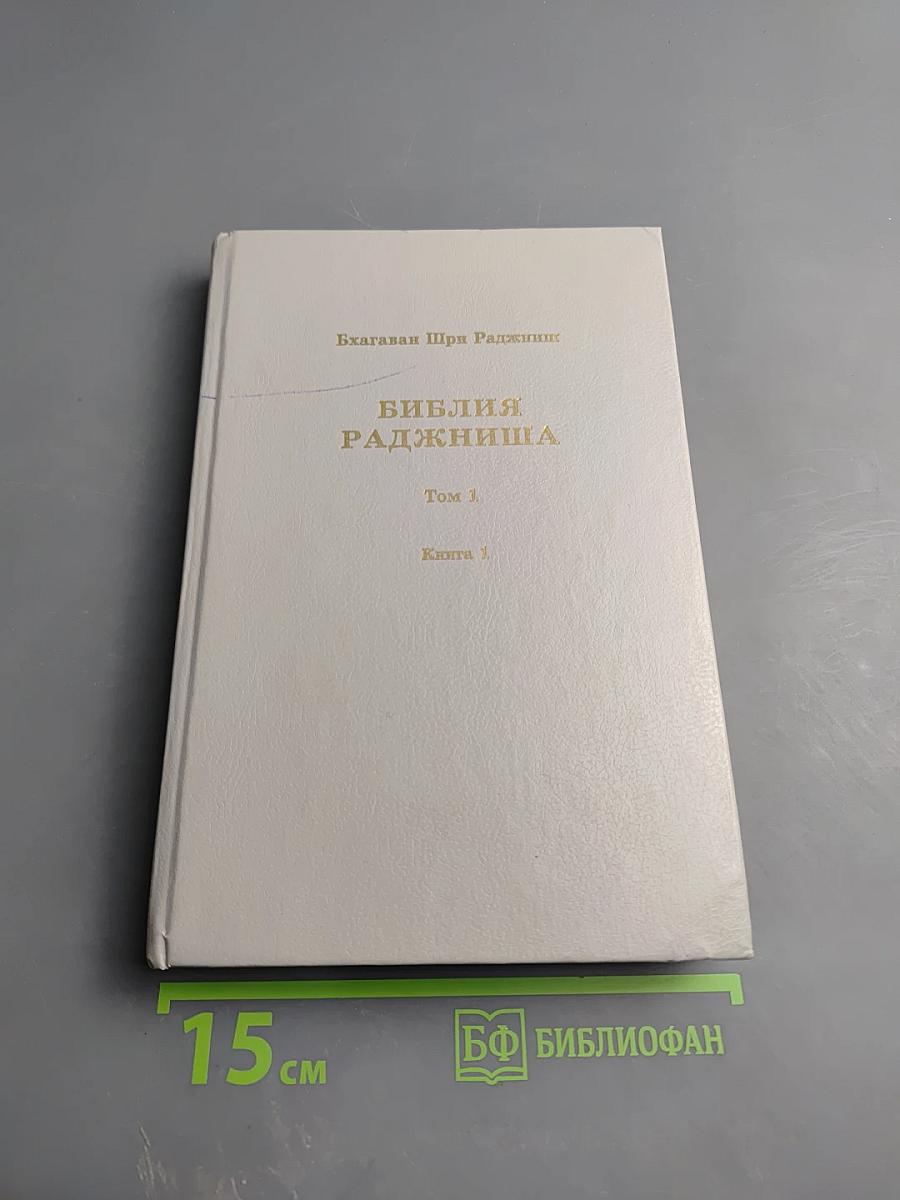 Бхагаван Шри Раджниш
БИБЛИЯ
РАДЖНИША
Том 1
Книга 1
15 см
БФ БИБЛИОФАН